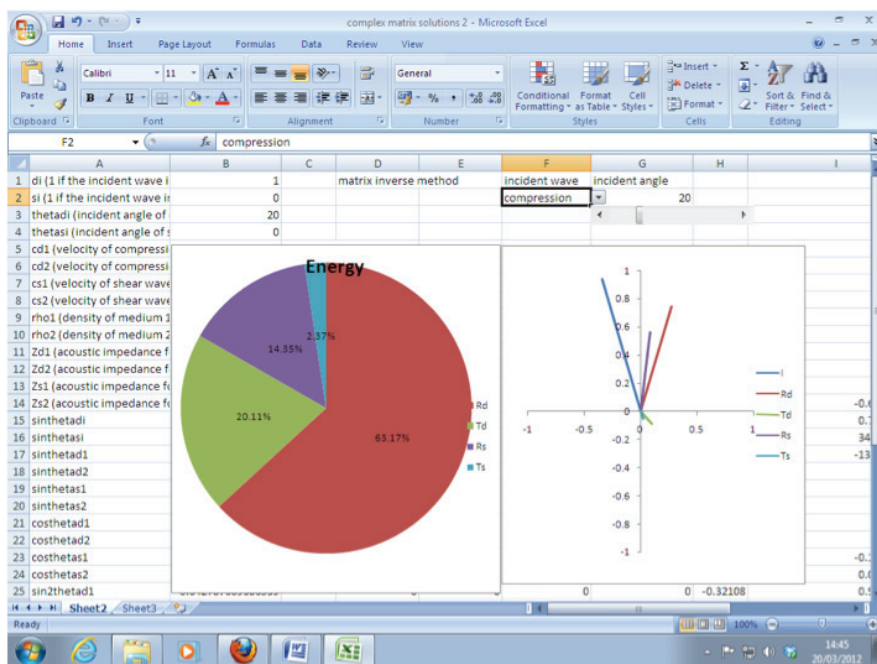 complex matrix solutions 2 - Microsoft Excel
Home Insert Page Layout Formulas Data Review View
Paste
Calibri 11 A A
B I U A
General
% ,
Conditional Formatting
Format as Table
Cell Styles
Insert
Delete
Format
Σ
Sort & Filter
Find & Select
Clipboard Font Alignment Number Styles Cells Editing
F2 fx compression
A B C D E F G H I
1 di (1 if the incident wave i 1 matrix inverse method incident wave incident angle
2 si (1 if the incident wave ir 0 compression 20
3 thetadi (incident angle of 20
4 thetasi (incident angle of s 0
5 cd1 (velocity of compressi
6 cd2 (velocity of compressi
7 cs1 (velocity of shear wave
8 cs2 (velocity of shear wave
9 rho1 (density of medium 1
10 rho2 (density of medium 2
11 Zd1 (acoustic impedance f
12 Zd2 (acoustic impedance f
13 Zs1 (acoustic impedance fo
14 Zs2 (acoustic impedance fo
15 sinthetadi
16 sinthetasi 34
17 sinthetad1 -13
18 sinthetad2
19 sinthetas1
20 sinthetas2
21 costhetad1
22 costhetad2
23 costhetas1
24 costhetas2
25 sin2thetad1 0 0 -0.32108
Energy
2.37%
14.35%
20.11%
63.17%
Rd
Td
Rs
Ts
1
0.8
0.6
0.4
0.2
0
-1 -0.5 0 0.5 1
-0.2
-0.4
-0.6
-0.8
-1
I
Rd
Td
Rs
Ts
Sheet2 Sheet3
Ready 100%
14:45
20/03/2012